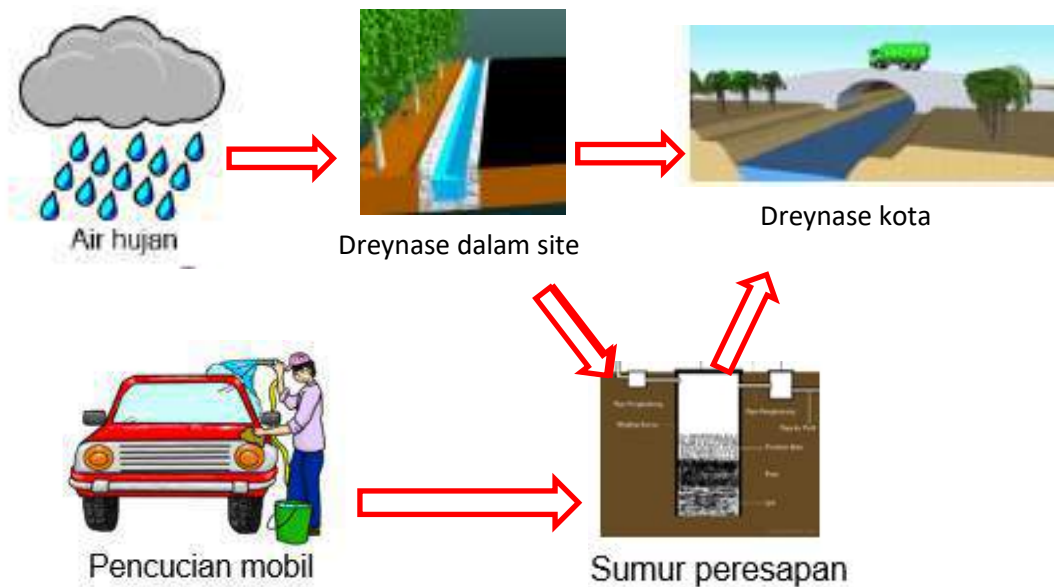 Air hujan
Dreynase dalam site
Dreynase kota
Pencucian mobil
Sumur peresapan